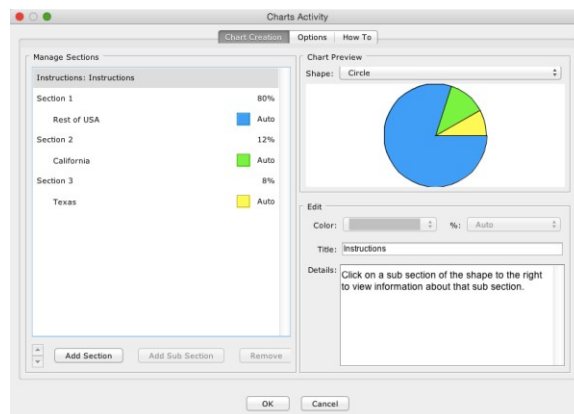 Charts Activity
Chart Creation Options How To
Manage Sections
Instructions: Instructions
Section 1 80%
Rest of USA Auto
Section 2 12%
California Auto
Section 3 8%
Texas Auto
Add Section Add Sub Section Remove
Chart Preview
Shape: Circle
Edit
Color: %: Auto
Title: Instructions
Details: Click on a sub section of the shape to the right
to view information about that sub section.
OK Cancel